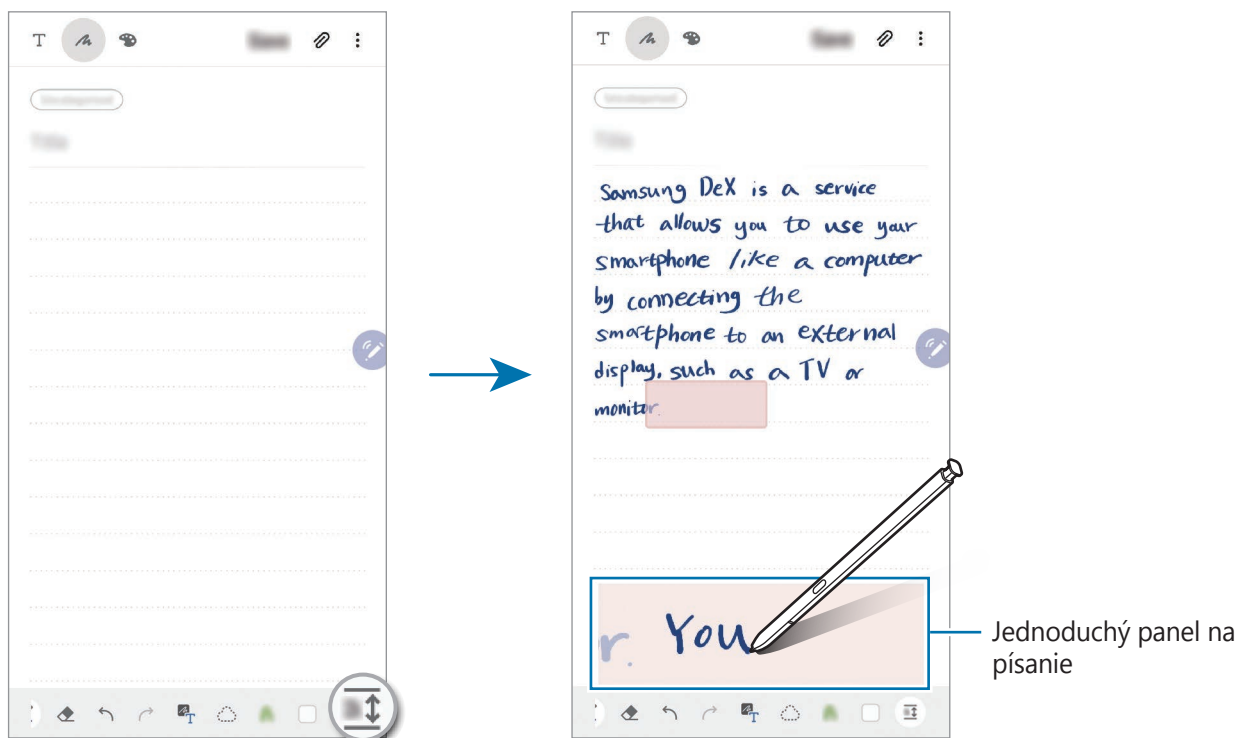 T
T
Samsung DeX is a service
that allows you to use your
smartphone like a computer
by connecting the
smartphone to an external
display, such as a TV or
monitor.
r. You
Jednoduchý panel na
písanie